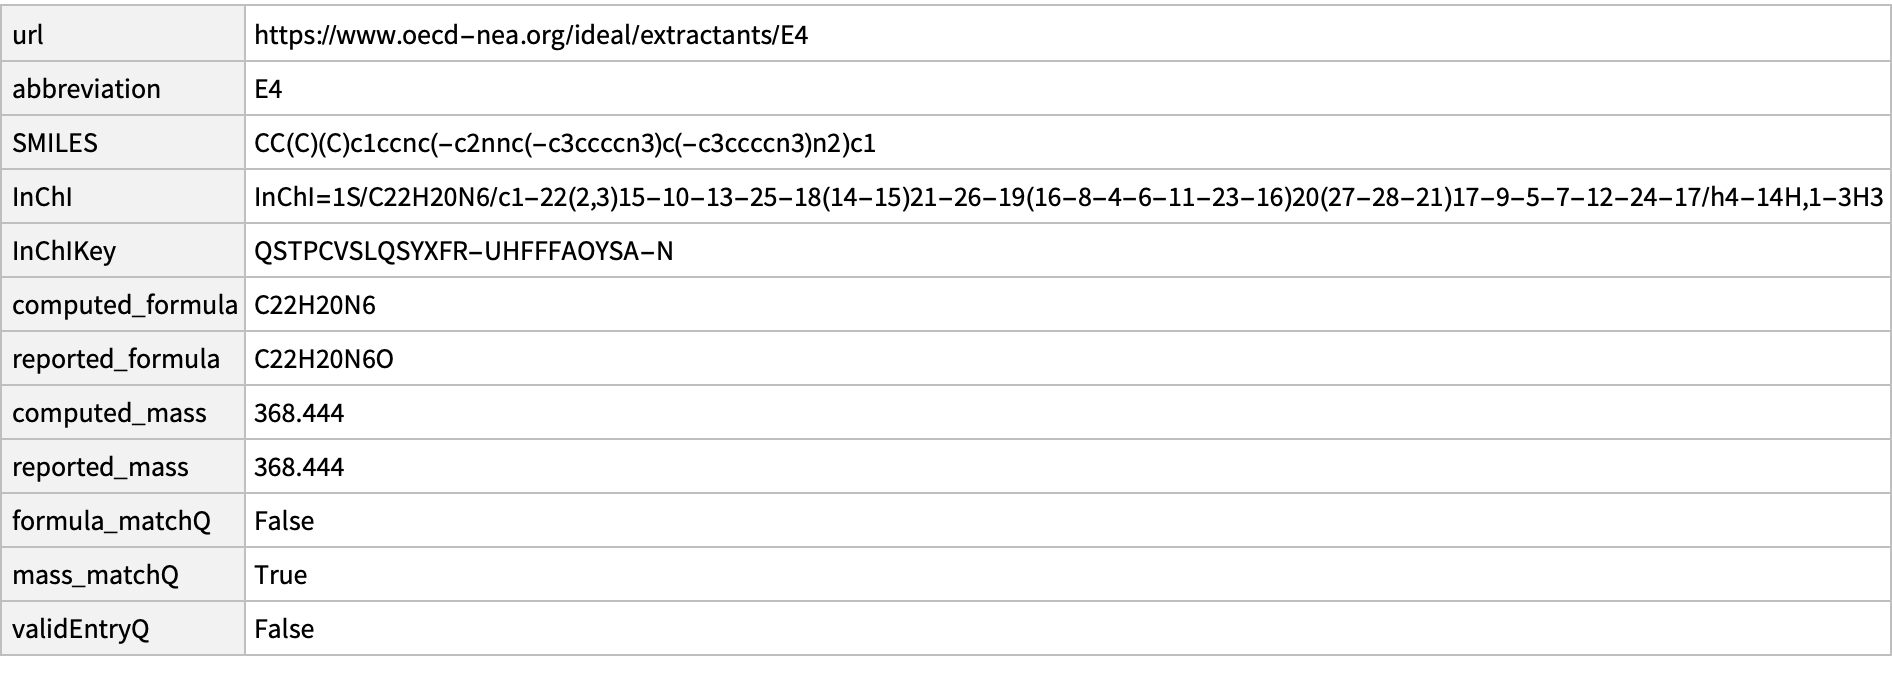 url https://www.oecd-nea.org/ideal/extractants/E4
abbreviation E4
SMILES CC(C)(C)c1ccnc(-c2nnc(-c3ccccn3)c(-c3ccccn3)n2)c1
InChI InChI=1S/C22H20N6/c1-22(2,3)15-10-13-25-18(14-15)21-26-19(16-8-4-6-11-23-16)20(27-28-21)17-9-5-7-12-24-17/h4-14H,1-3H3
InChIKey QSTPCVSLQSYXFR-UHFFFAOYSA-N
computed_formula C22H20N6
reported_formula C22H20N6O
computed_mass 368.444
reported_mass 368.444
formula_matchQ False
mass_matchQ True
validEntryQ False